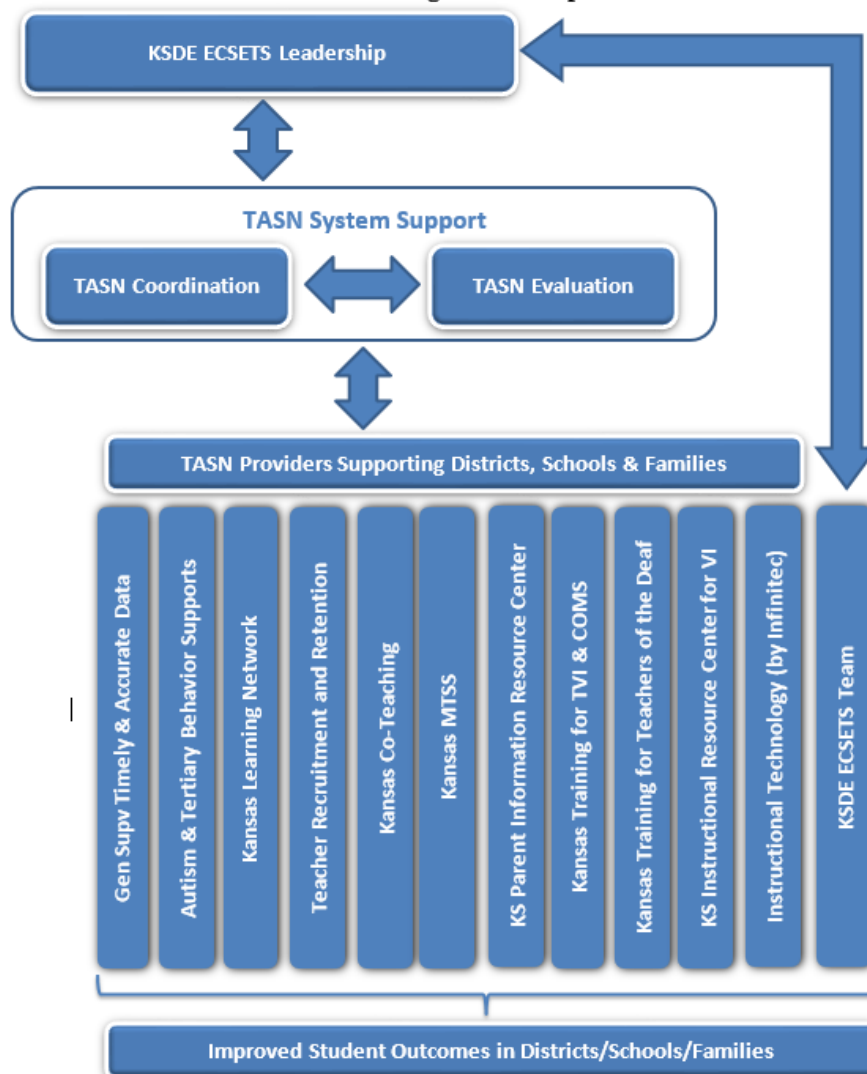 KSDE ECSETS Leadership
TASN System Support
TASN Coordination
TASN Evaluation
TASN Providers Supporting Districts, Schools & Families
Gen Supv Timely & Accurate Data
Autism & Tertiary Behavior Supports
Kansas Learning Network
Teacher Recruitment and Retention
Kansas Co-Teaching
Kansas MTSS
KS Parent Information Resource Center
Kansas Training for TVI & COMS
Kansas Training for Teachers of the Deaf
KS Instructional Resource Center for VI
Instructional Technology (by Infinitec)
KSDE ECSETS Team
Improved Student Outcomes in Districts/Schools/Families